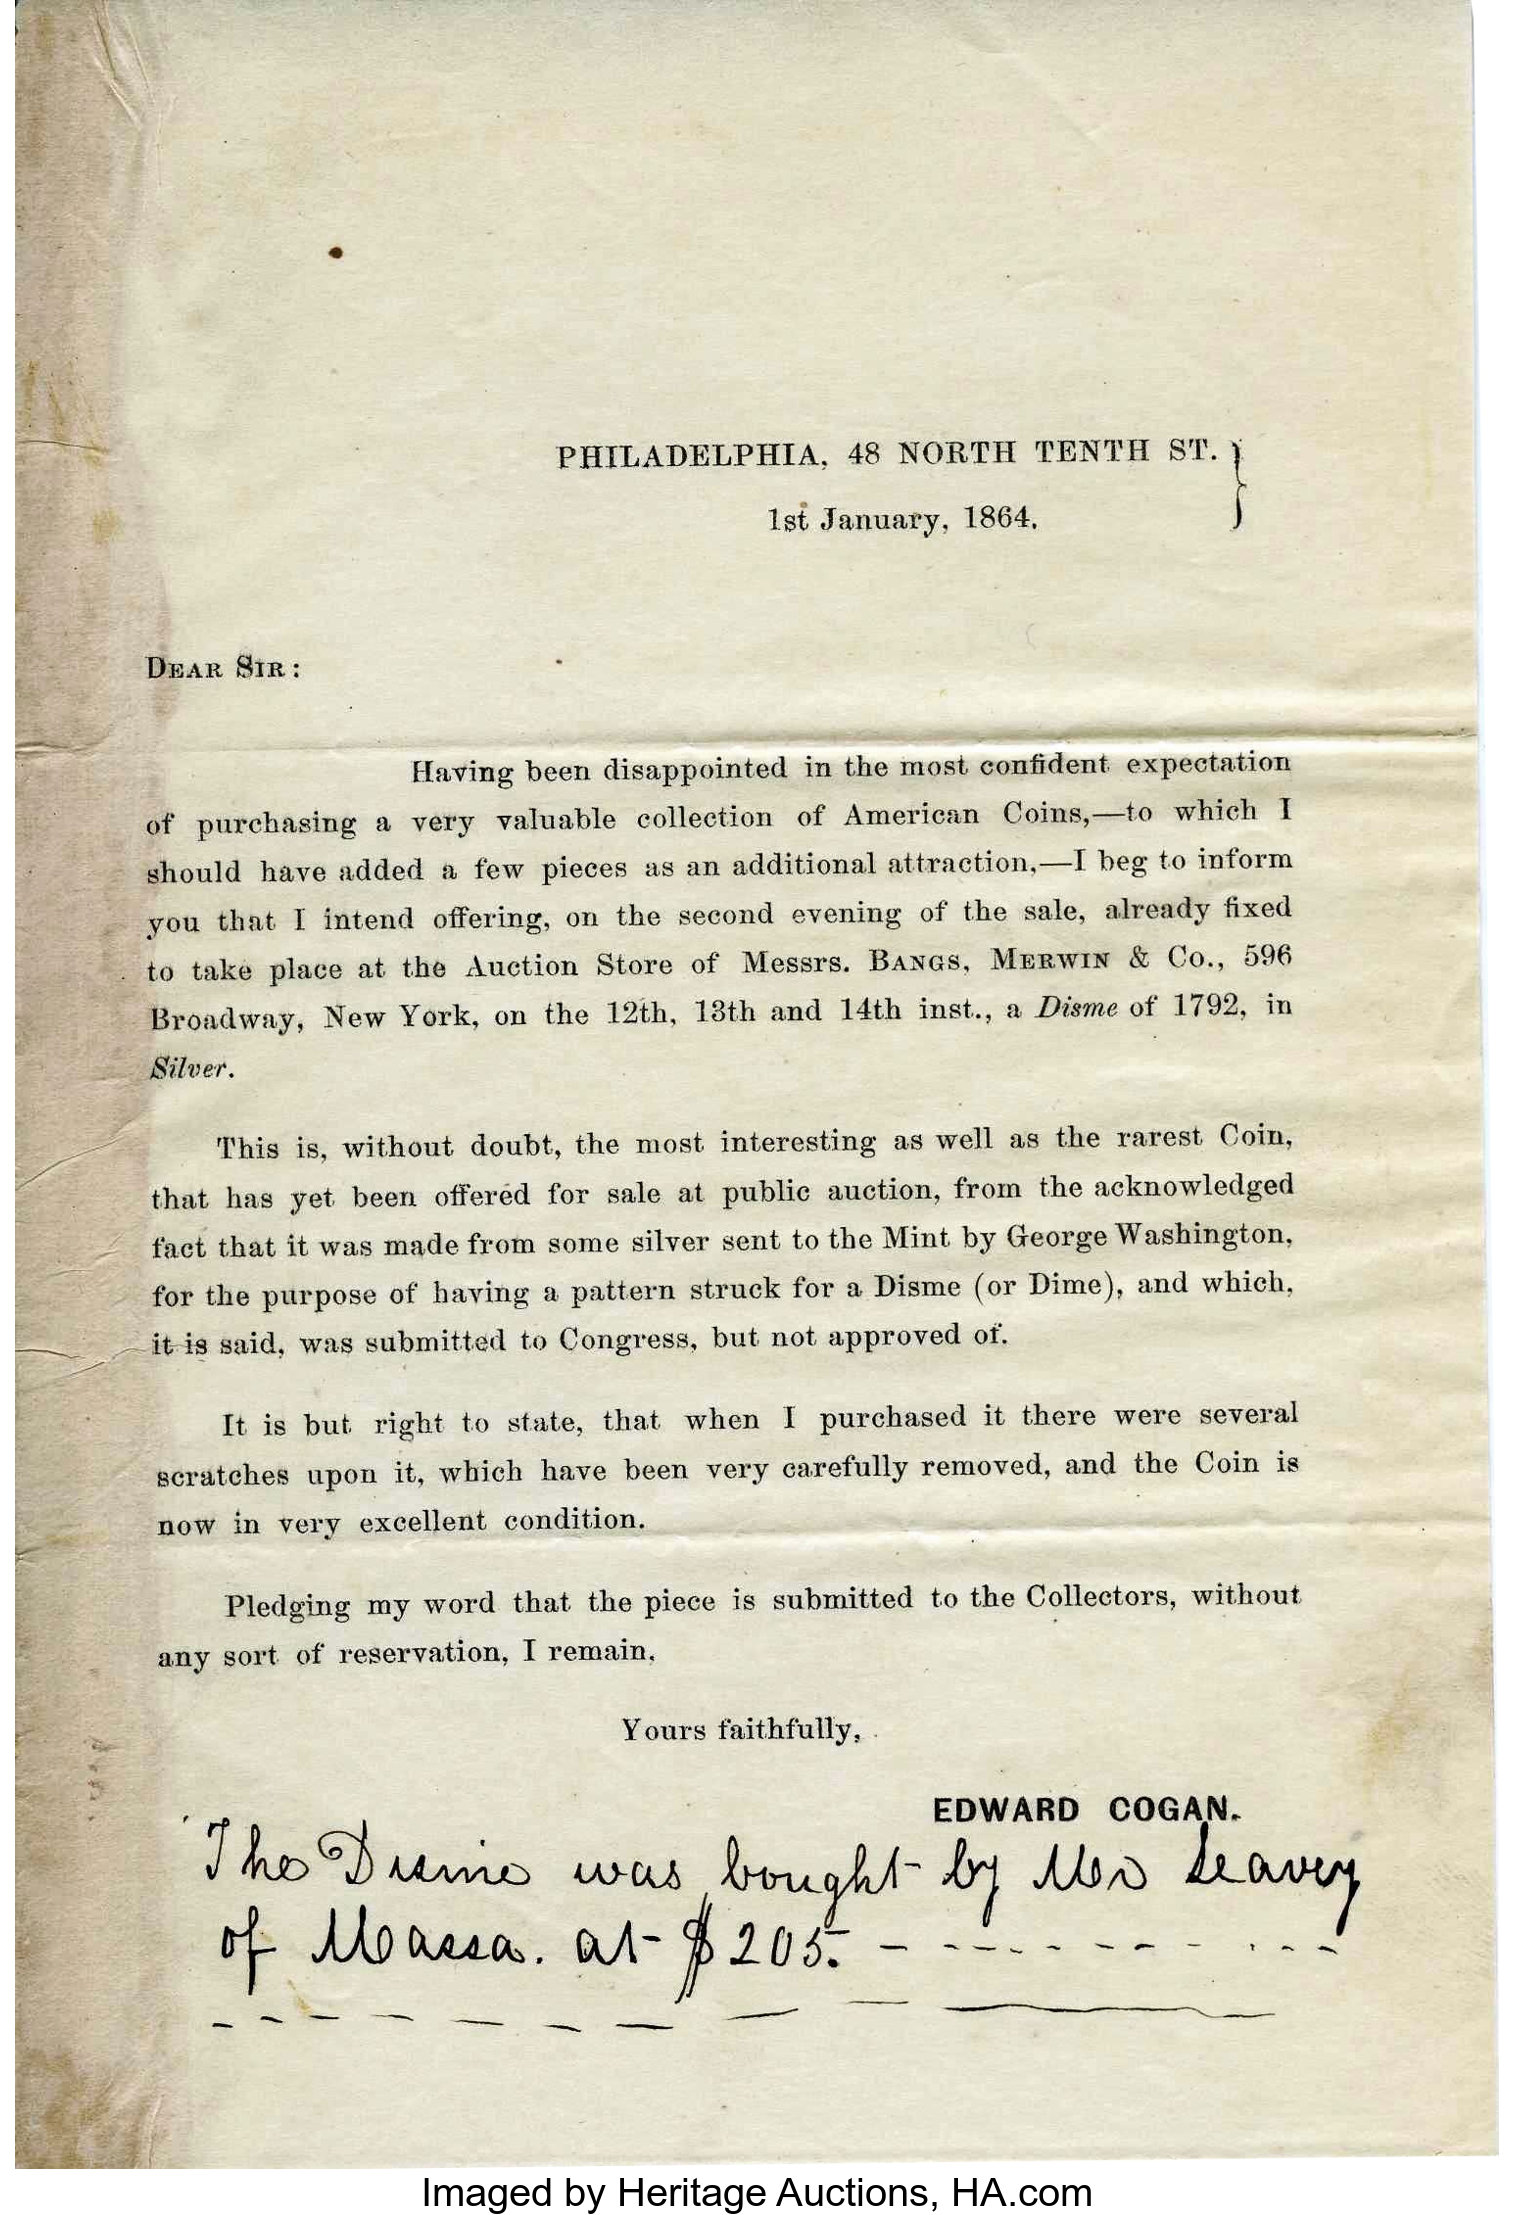 PHILADELPHIA, 48 NORTH TENTH ST. }
1st January, 1864.
DEAR SIR:
Having been disappointed in the most confident expectation
of purchasing a very valuable collection of American Coins,—to which I
should have added a few pieces as an additional attraction,—I beg to inform
you that I intend offering, on the second evening of the sale, already fixed
to take place at the Auction Store of Messrs. BANGS, MERWIN & Co., 596
Broadway, New York, on the 12th, 13th and 14th inst., a Disme of 1792, in
Silver.
This is, without doubt, the most interesting as well as the rarest Coin,
that has yet been offered for sale at public auction, from the acknowledged
fact that it was made from some silver sent to the Mint by George Washington,
for the purpose of having a pattern struck for a Disme (or Dime), and which,
it is said, was submitted to Congress, but not approved of.
It is but right to state, that when I purchased it there were several
scratches upon it, which have been very carefully removed, and the Coin is
now in very excellent condition.
Pledging my word that the piece is submitted to the Collectors, without
any sort of reservation, I remain,
Yours faithfully,
EDWARD COGAN.
The Disme was bought by Mr Seavey
of Massa. at $205.
Imaged by Heritage Auctions, HA.com